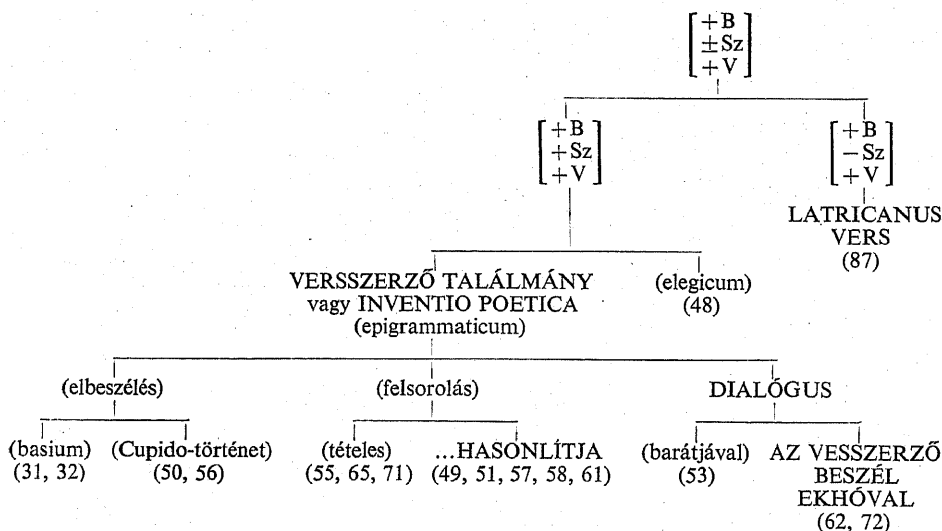 [+B
±Sz
+V]
[+B
+Sz
+V]
[+B
−Sz
+V]
LATRICANUS
VERS
(87)
VERSSZERZŐ TALÁLMÁNY
vagy INVENTIO POETICA
(epigrammaticum)
(elegicum)
(48)
(elbeszélés)
(felsorolás)
DIALÓGUS
(basium)
(31, 32)
(Cupido-történet)
(50, 56)
(tételes)
(55, 65, 71)
...HASONLÍTJA
(49, 51, 57, 58, 61)
(barátjával)
(53)
AZ VESSZERZŐ
BESZÉL
EKHÓVAL
(62, 72)